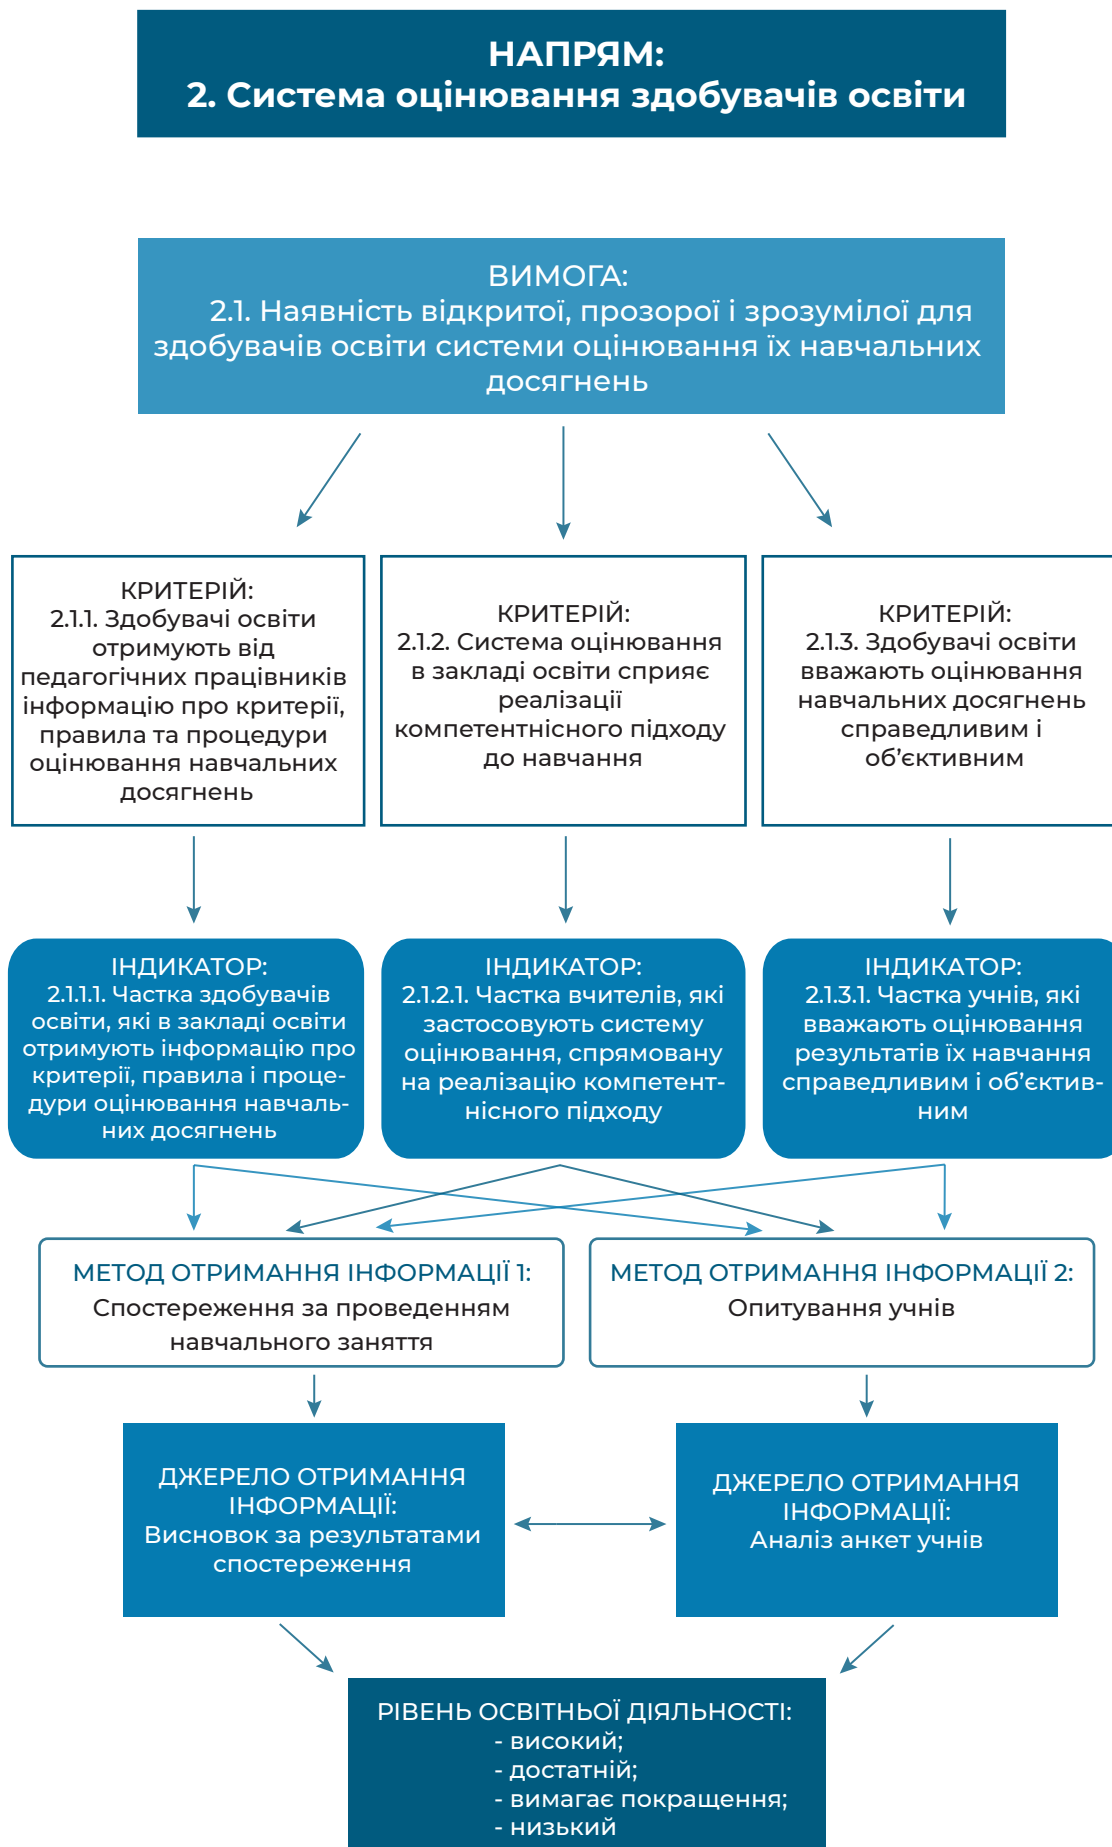 НАПРЯМ:
2. Система оцінювання здобувачів освіти
ВИМОГА:
2.1. Наявність відкритої, прозорої і зрозумілої для
здобувачів освіти системи оцінювання їх навчальних
досягнень
КРИТЕРІЙ:
2.1.1. Здобувачі освіти
отримують від
педагогічних працівників
інформацію про критерії,
правила та процедури
оцінювання навчальних
досягнень
КРИТЕРІЙ:
2.1.2. Система оцінювання
в закладі освіти сприяє
реалізації
компетентнісного підходу
до навчання
КРИТЕРІЙ:
2.1.3. Здобувачі освіти
вважають оцінювання
навчальних досягнень
справедливим і
об’єктивним
ІНДИКАТОР:
2.1.1.1. Частка здобувачів
освіти, які в закладі освіти
отримують інформацію про
критерії, правила і проце-
дури оцінювання навчаль-
них досягнень
ІНДИКАТОР:
2.1.2.1. Частка вчителів, які
застосовують систему
оцінювання, спрямовану
на реалізацію компетент-
нісного підходу
ІНДИКАТОР:
2.1.3.1. Частка учнів, які
вважають оцінювання
результатів їх навчання
справедливим і об’єктив-
ним
МЕТОД ОТРИМАННЯ ІНФОРМАЦІЇ 1:
Спостереження за проведенням
навчального заняття
МЕТОД ОТРИМАННЯ ІНФОРМАЦІЇ 2:
Опитування учнів
ДЖЕРЕЛО ОТРИМАННЯ
ІНФОРМАЦІЇ:
Висновок за результатами
спостереження
ДЖЕРЕЛО ОТРИМАННЯ
ІНФОРМАЦІЇ:
Аналіз анкет учнів
РІВЕНЬ ОСВІТНЬОЇ ДІЯЛЬНОСТІ:
- високий;
- достатній;
- вимагає покращення;
- низький